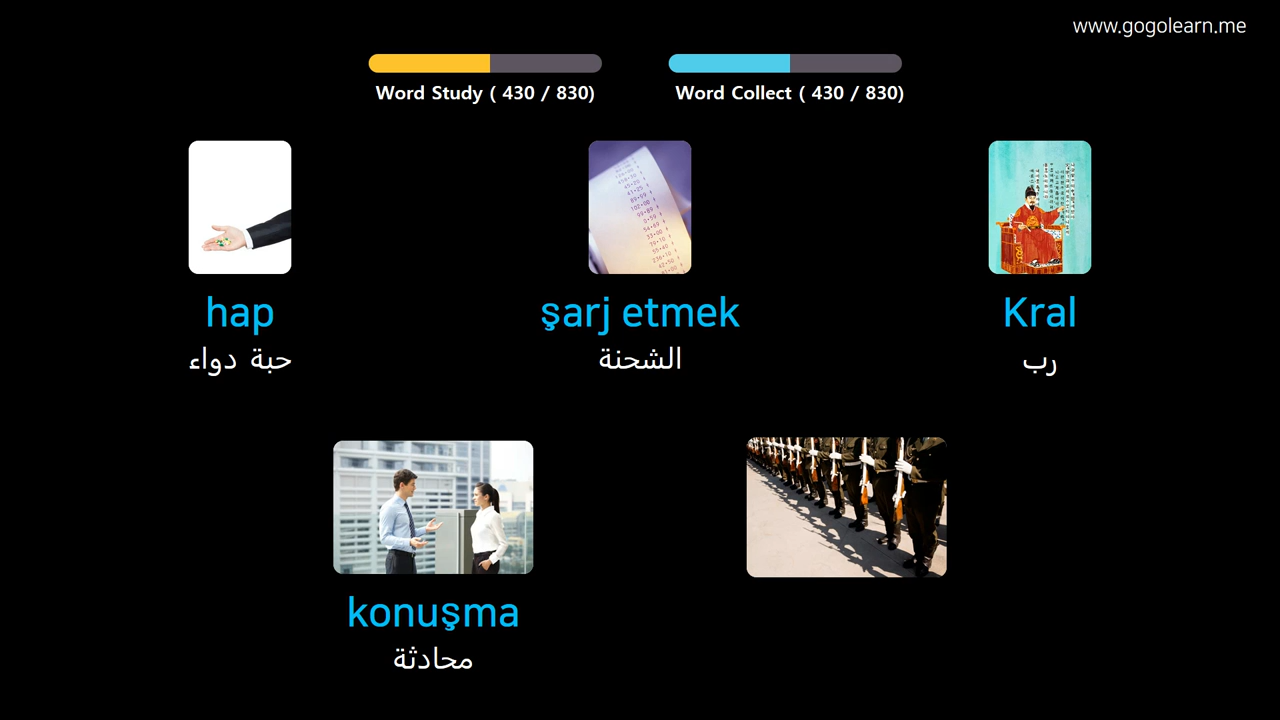 www.gogolearn.me
Word Study ( 430 / 830)
Word Collect ( 430 / 830)
hap
حبة دواء
şarj etmek
الشحنة
Kral
رب
konuşma
محادثة